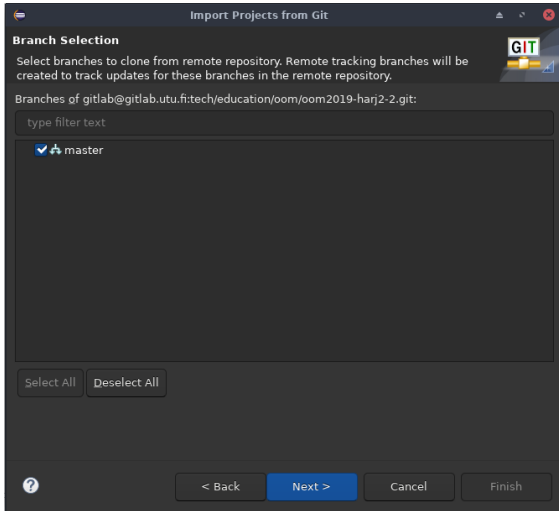 Import Projects from Git
Branch Selection
GIT
Select branches to clone from remote repository. Remote tracking branches will be
created to track updates for these branches in the remote repository.
Branches of gitlab@gitlab.utu.fi:tech/education/oom/oom2019-harj2-2.git:
type filter text
master
Select All
Deselect All
?
< Back
Next >
Cancel
Finish